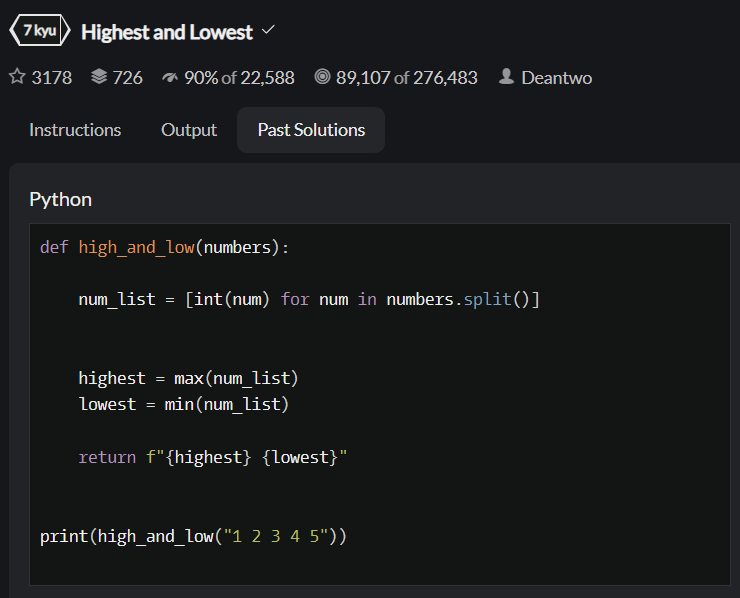 7 kyu Highest and Lowest
3178 726 90% of 22,588 89,107 of 276,483 Deantwo
Instructions Output Past Solutions
Python
def high_and_low(numbers):
    num_list = [int(num) for num in numbers.split()]
    highest = max(num_list)
    lowest = min(num_list)
    return f"{highest} {lowest}"
print(high_and_low("1 2 3 4 5"))